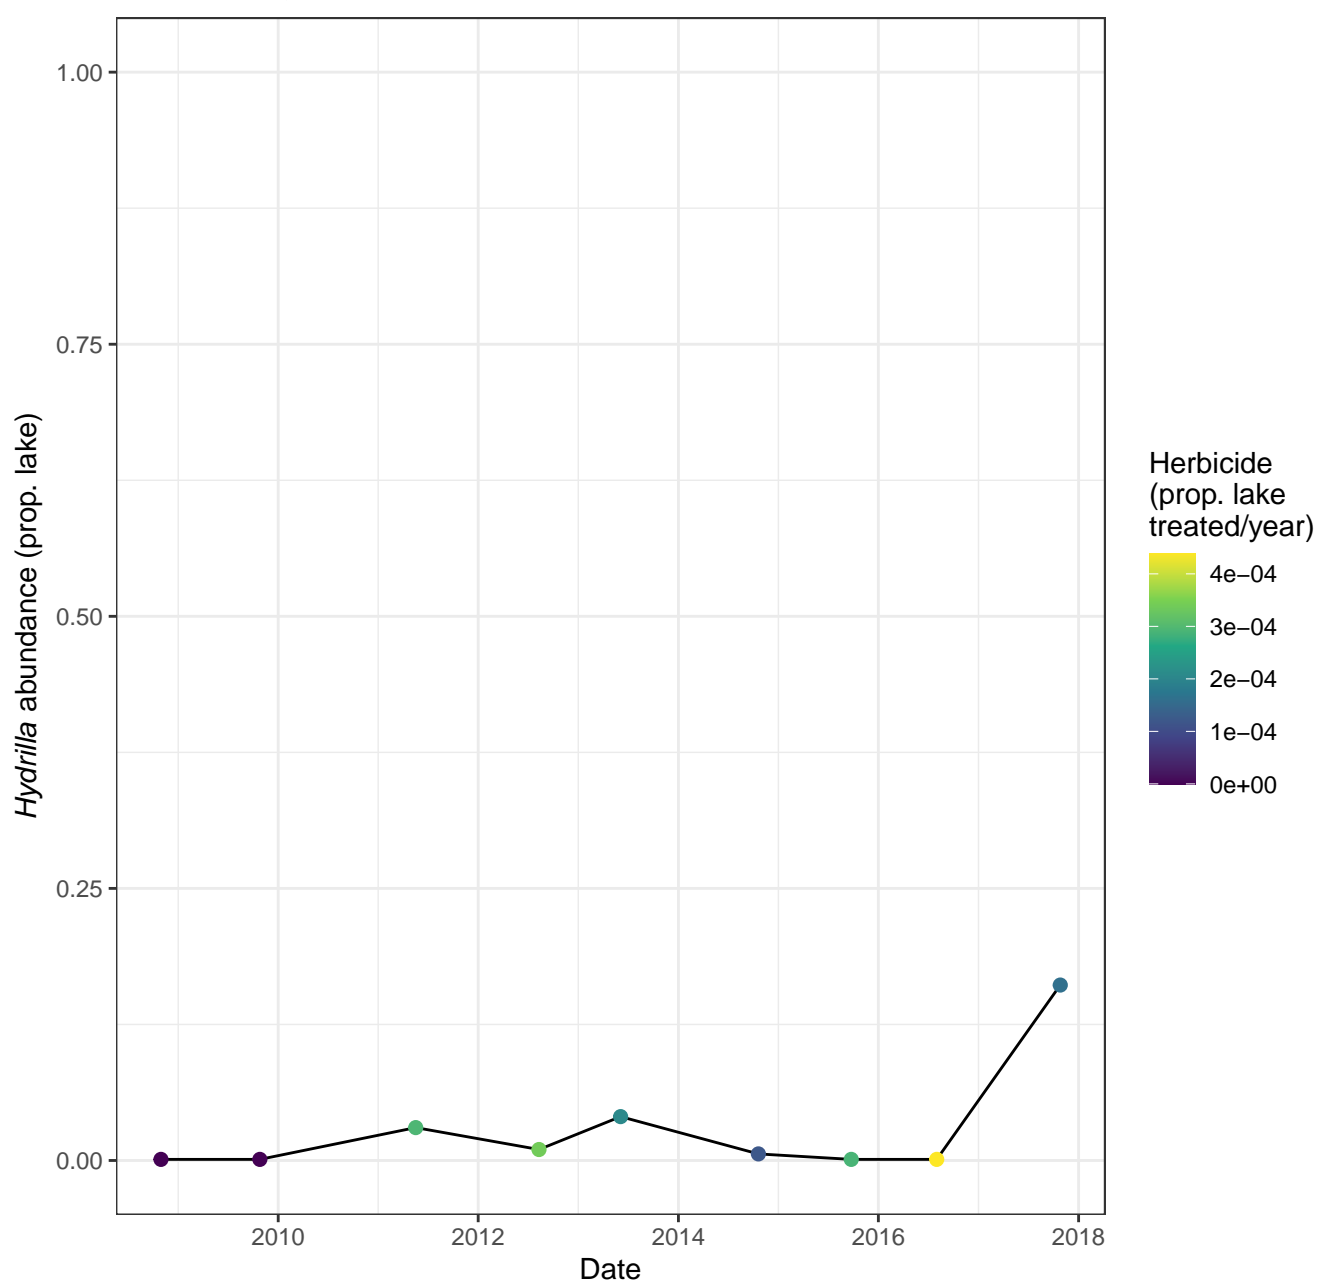 1.00
0.75
0.50
0.25
0.00
Hydrilla abundance (prop. lake)
2010
2012
2014
2016
2018
Date
Herbicide
(prop. lake
treated/year)
4e−04
3e−04
2e−04
1e−04
0e+00